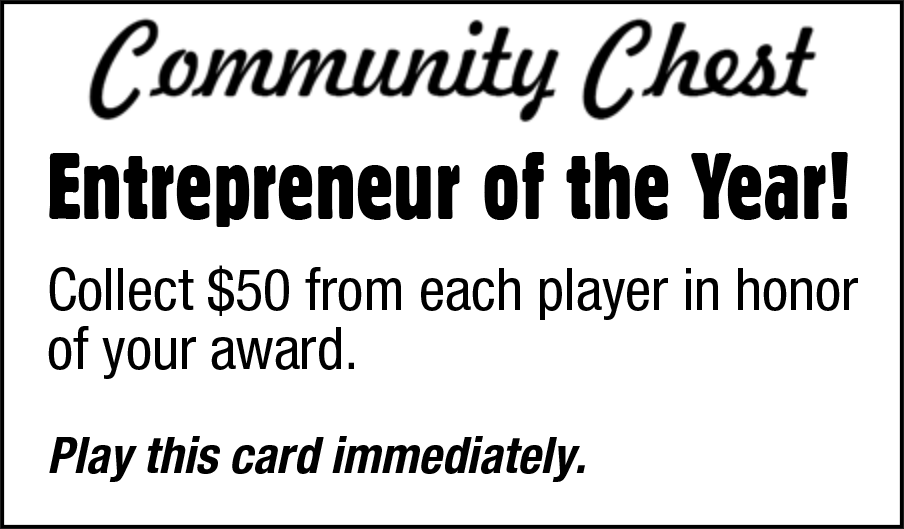 Community Chest
Entrepreneur of the Year!
Collect $50 from each player in honor
of your award.
Play this card immediately.